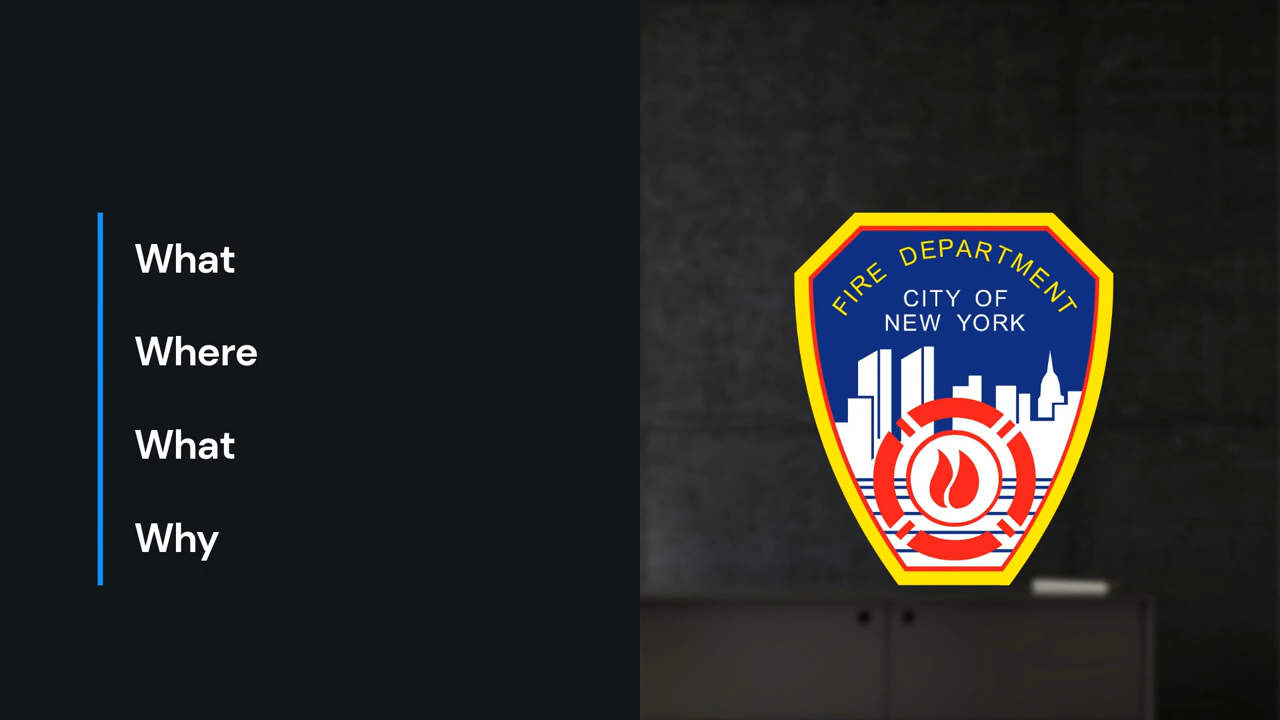 What
Where
What
Why
FIRE DEPARTMENT
CITY OF
NEW YORK